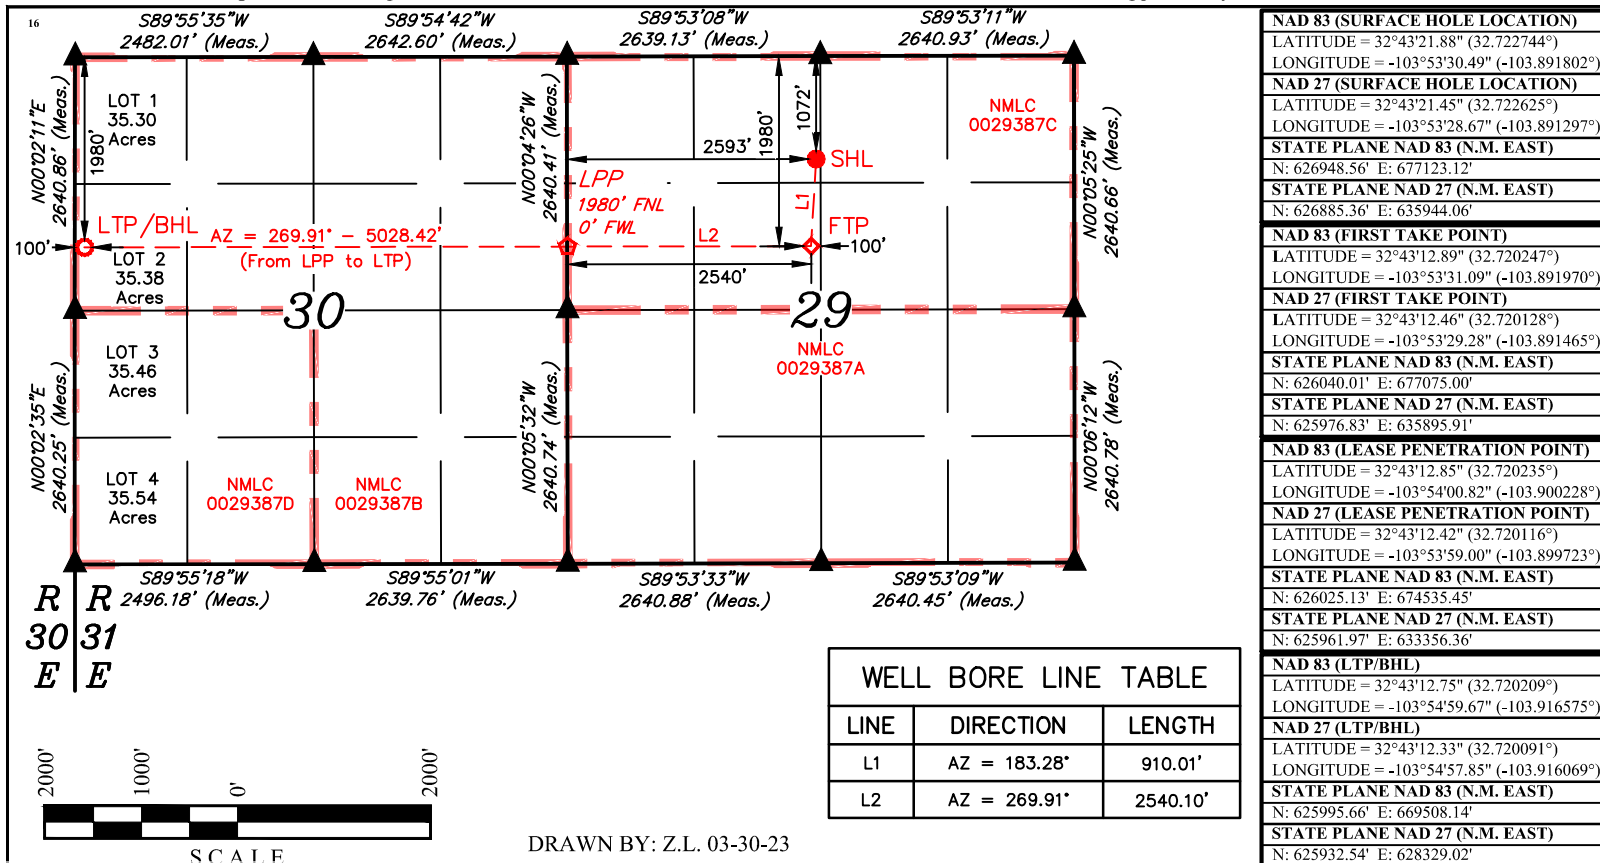 16
S89°55'35"W
2482.01' (Meas.)
S89°54'42"W
2642.60' (Meas.)
S89°53'08"W
2639.13' (Meas.)
S89°53'11"W
2640.93' (Meas.)
N00°02'11"E
2640.86' (Meas.)
1980'
LOT 1
35.30
Acres
N00°04'26"W
2640.41' (Meas.)
2593'
1980'
1072'
NMLC
0029387C
N00°05'25"W
2640.66' (Meas.)
SHL
LPP
1980' FNL
0' FWL
L1
LTP/BHL
AZ = 269.91° - 5028.42'
(From LPP to LTP)
L2
FTP
100'
100'
2540'
LOT 2
35.38
Acres
30
29
LOT 3
35.46
Acres
NMLC
0029387A
N00°02'35"E
2640.25' (Meas.)
N00°05'32"W
2640.74' (Meas.)
N00°06'12"W
2640.78' (Meas.)
LOT 4
35.54
Acres
NMLC
0029387D
NMLC
0029387B
S89°55'18"W
2496.18' (Meas.)
S89°55'01"W
2639.76' (Meas.)
S89°53'33"W
2640.88' (Meas.)
S89°53'09"W
2640.45' (Meas.)
R R
30 31
E E
WELL BORE LINE TABLE
LINE DIRECTION LENGTH
L1 AZ = 183.28° 910.01'
L2 AZ = 269.91° 2540.10'
2000' 1000' 0' 2000'
SCALE
DRAWN BY: Z.L. 03-30-23
NAD 83 (SURFACE HOLE LOCATION)
LATITUDE = 32°43'21.88" (32.722744°)
LONGITUDE = -103°53'30.49" (-103.891802°)
NAD 27 (SURFACE HOLE LOCATION)
LATITUDE = 32°43'21.45" (32.722625°)
LONGITUDE = -103°53'28.67" (-103.891297°)
STATE PLANE NAD 83 (N.M. EAST)
N: 626948.56' E: 677123.12'
STATE PLANE NAD 27 (N.M. EAST)
N: 626885.36' E: 635944.06'
NAD 83 (FIRST TAKE POINT)
LATITUDE = 32°43'12.89" (32.720247°)
LONGITUDE = -103°53'31.09" (-103.891970°)
NAD 27 (FIRST TAKE POINT)
LATITUDE = 32°43'12.46" (32.720128°)
LONGITUDE = -103°53'29.28" (-103.891465°)
STATE PLANE NAD 83 (N.M. EAST)
N: 626040.01' E: 677075.00'
STATE PLANE NAD 27 (N.M. EAST)
N: 625976.83' E: 635895.91'
NAD 83 (LEASE PENETRATION POINT)
LATITUDE = 32°43'12.85" (32.720235°)
LONGITUDE = -103°54'00.82" (-103.900228°)
NAD 27 (LEASE PENETRATION POINT)
LATITUDE = 32°43'12.42" (32.720116°)
LONGITUDE = -103°53'59.00" (-103.899723°)
STATE PLANE NAD 83 (N.M. EAST)
N: 626025.13' E: 674535.45'
STATE PLANE NAD 27 (N.M. EAST)
N: 625961.97' E: 633356.36'
NAD 83 (LTP/BHL)
LATITUDE = 32°43'12.75" (32.720209°)
LONGITUDE = -103°54'59.67" (-103.916575°)
NAD 27 (LTP/BHL)
LATITUDE = 32°43'12.33" (32.720091°)
LONGITUDE = -103°54'57.85" (-103.916069°)
STATE PLANE NAD 83 (N.M. EAST)
N: 625995.66' E: 669508.14'
STATE PLANE NAD 27 (N.M. EAST)
N: 625932.54' E: 628329.02'